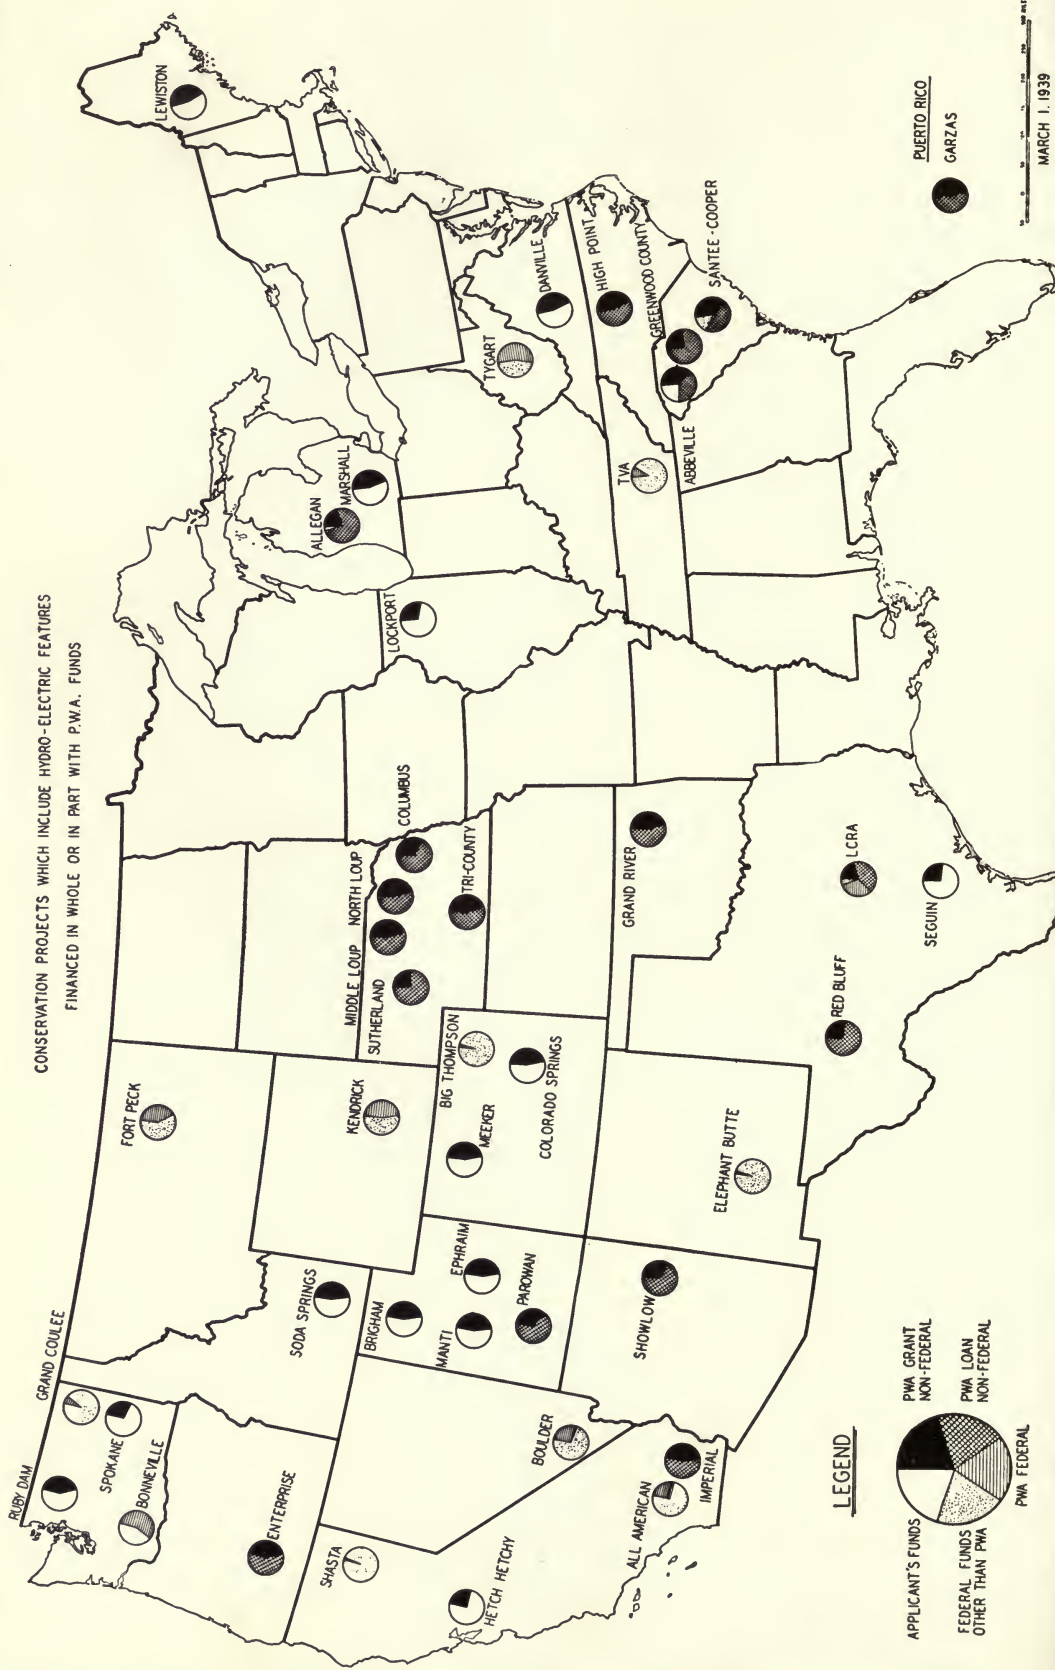 CONSERVATION PROJECTS WHICH INCLUDE HYDRO-ELECTRIC FEATURES
FINANCED IN WHOLE OR IN PART WITH P.W.A. FUNDS
RUBY DAM
GRAND COULEE
SPOKANE
BONNEVILLE
ENTERPRISE
SHASTA
HETCH HETCHY
BOULDER
ALL AMERICAN
IMPERIAL
FORT PECK
SODA SPRINGS
BRIGHAM
EPHRAIM
MANTI
PAROWAN
SHOWLOW
KENDRICK
BIG THOMPSON
MEEKER
COLORADO SPRINGS
ELEPHANT BUTTE
MIDDLE LOUP
NORTH LOUP
COLUMBUS
SUTHERLAND
TRI-COUNTY
GRAND RIVER
RED BLUFF
LCRA
SEGUIN
LOCKPORT
ALLEGAN
MARSHALL
TVA
TYGART
DANVILLE
HIGH POINT
GREENWOOD COUNTY
ABBEVILLE
SANTEE-COOPER
LEWISTON
PUERTO RICO
GARZAS
LEGEND
APPLICANT'S FUNDS
PWA GRANT
NON-FEDERAL
FEDERAL FUNDS
OTHER THAN PWA
PWA LOAN
NON-FEDERAL
PWA FEDERAL
MARCH 1, 1939